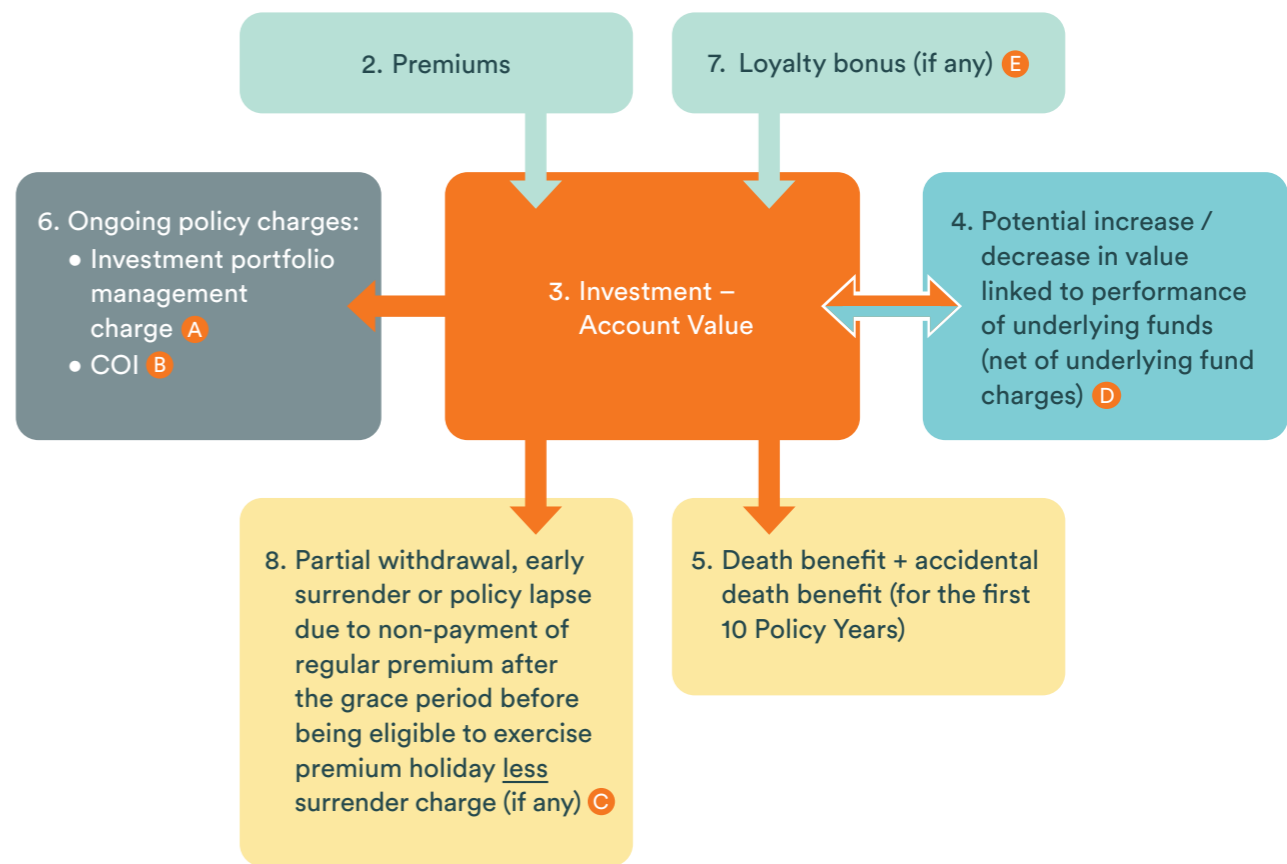 2. Premiums
7. Loyalty bonus (if any) E
6. Ongoing policy charges:
• Investment portfolio
management
charge A
• COI B
3. Investment –
Account Value
4. Potential increase /
decrease in value
linked to performance
of underlying funds
(net of underlying fund
charges) D
8. Partial withdrawal, early
surrender or policy lapse
due to non-payment of
regular premium after
the grace period before
being eligible to exercise
premium holiday less
surrender charge (if any) C
5. Death benefit + accidental
death benefit (for the first
10 Policy Years)